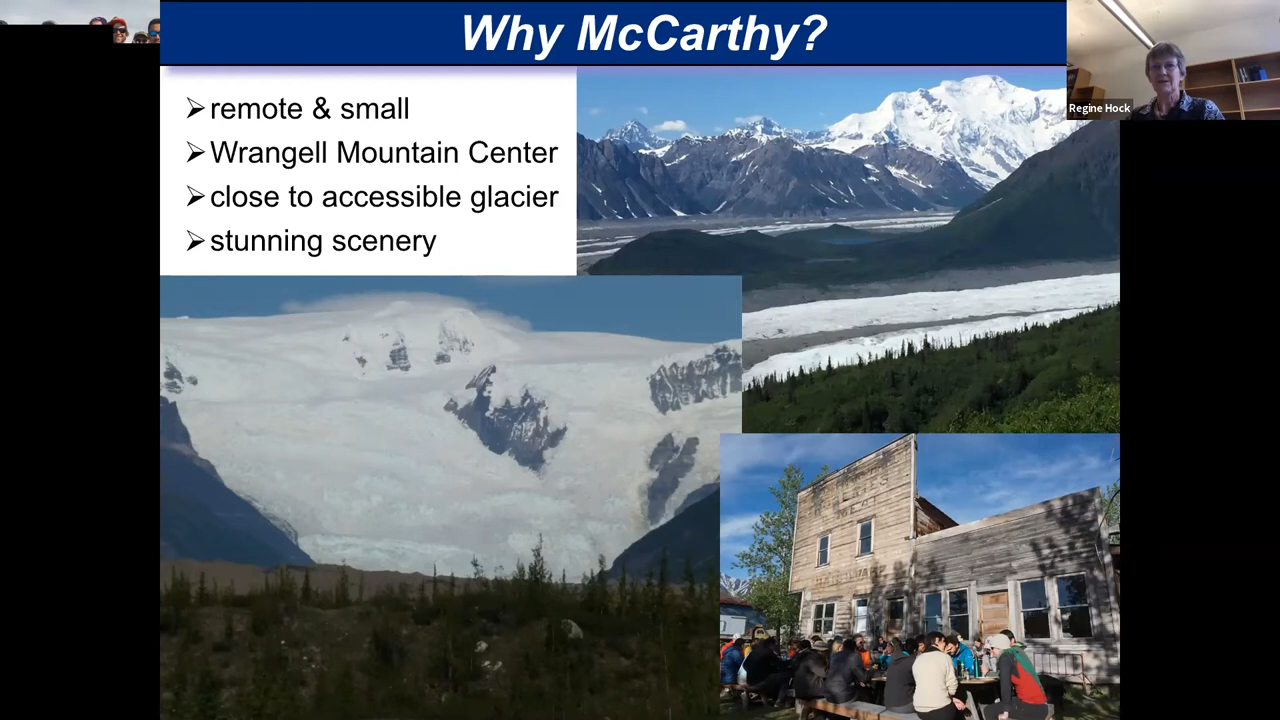 Why McCarthy?
➢remote & small
➢Wrangell Mountain Center
➢close to accessible glacier
➢stunning scenery
Regine Hock